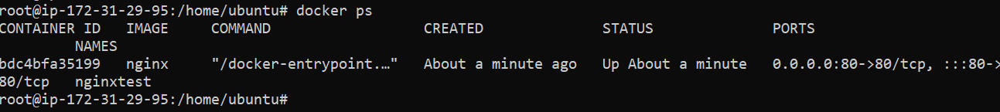 root@ip-172-31-29-95:/home/ubuntu# docker ps
CONTAINER ID   IMAGE     COMMAND                  CREATED              STATUS              PORTS
         NAMES
bdc4bfa35199   nginx     "/docker-entrypoint.…"   About a minute ago   Up About a minute   0.0.0.0:80->80/tcp, :::80->
80/tcp   nginxtest
root@ip-172-31-29-95:/home/ubuntu#